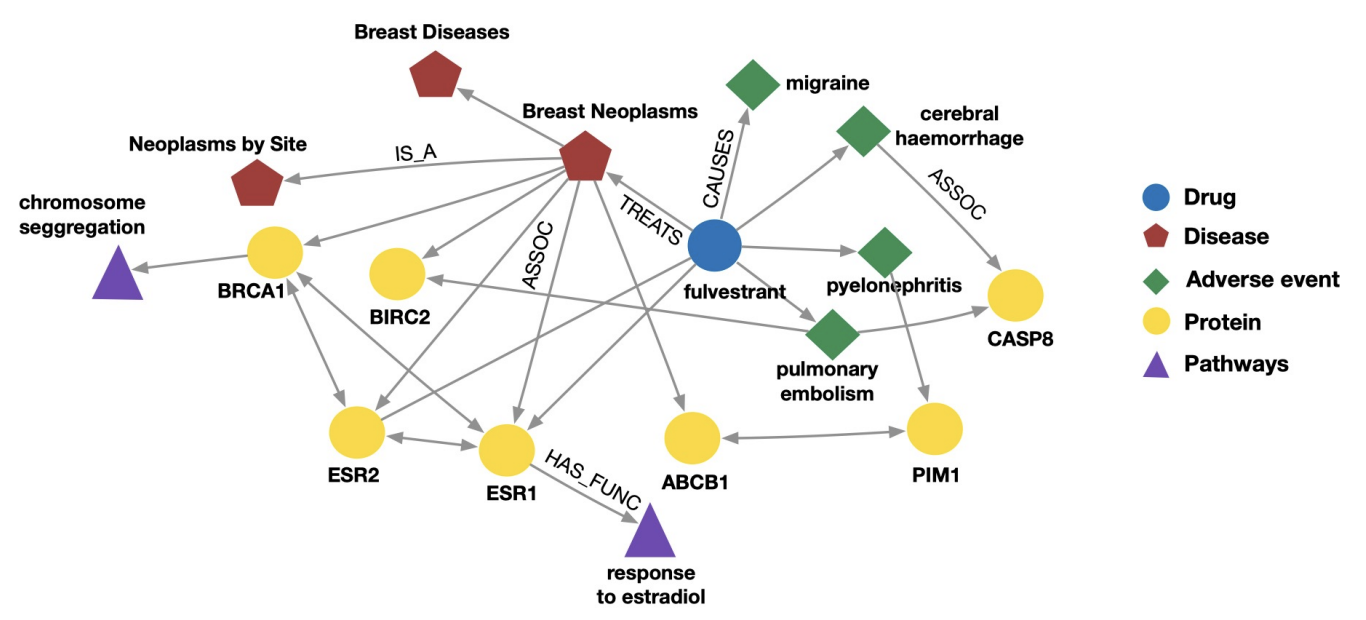 Breast Diseases
migraine
Breast Neoplasms
cerebral
haemorrhage
Neoplasms by Site
IS_A
CAUSES
ASSOC
chromosome
seggregation
TREATS
Drug
Disease
ASSOC
BRCA1
fulvestrant
pyelonephritis
Adverse event
BIRC2
Protein
CASP8
pulmonary
embolism
Pathways
ESR2
ESR1
HAS_FUNC
ABCB1
PIM1
response
to estradiol